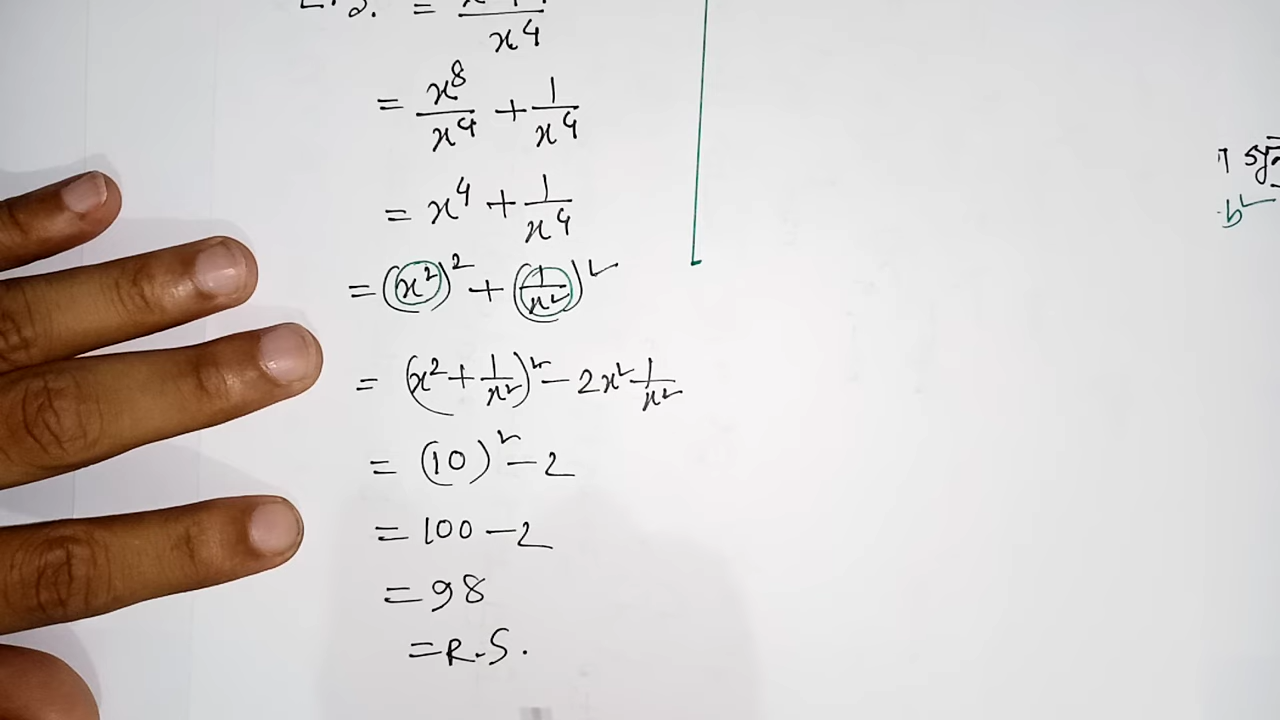 = x⁸/x⁴ + 1/x⁴
= x⁴ + 1/x⁴
= (x²)² + (1/x²)²
= (x² + 1/x²)² - 2x² 1/x²
= (10)² - 2
= 100 - 2
= 98
= R.S.
b²